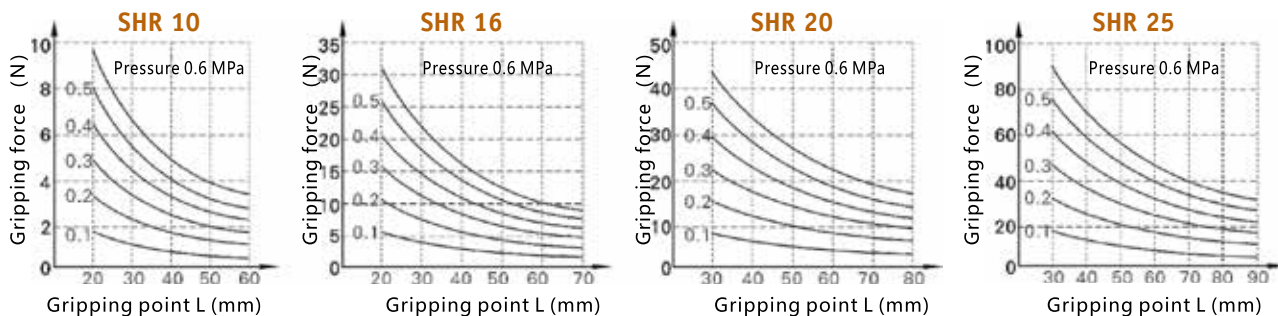 SHR 10
Gripping force (N)
10
8
6
4
2
0
Pressure 0.6 MPa
0.5
0.4
0.3
0.2
0.1
20 30 40 50 60
Gripping point L (mm)
SHR 16
Gripping force (N)
35
30
25
20
15
10
5
0
Pressure 0.6 MPa
0.5
0.4
0.3
0.2
0.1
20 30 40 50 60 70
Gripping point L (mm)
SHR 20
Gripping force (N)
50
40
30
20
10
0
Pressure 0.6 MPa
0.5
0.4
0.3
0.2
0.1
30 40 50 60 70 80
Gripping point L (mm)
SHR 25
Gripping force (N)
100
80
60
40
20
0
Pressure 0.6 MPa
0.5
0.4
0.3
0.2
0.1
30 40 50 60 70 80 90
Gripping point L (mm)